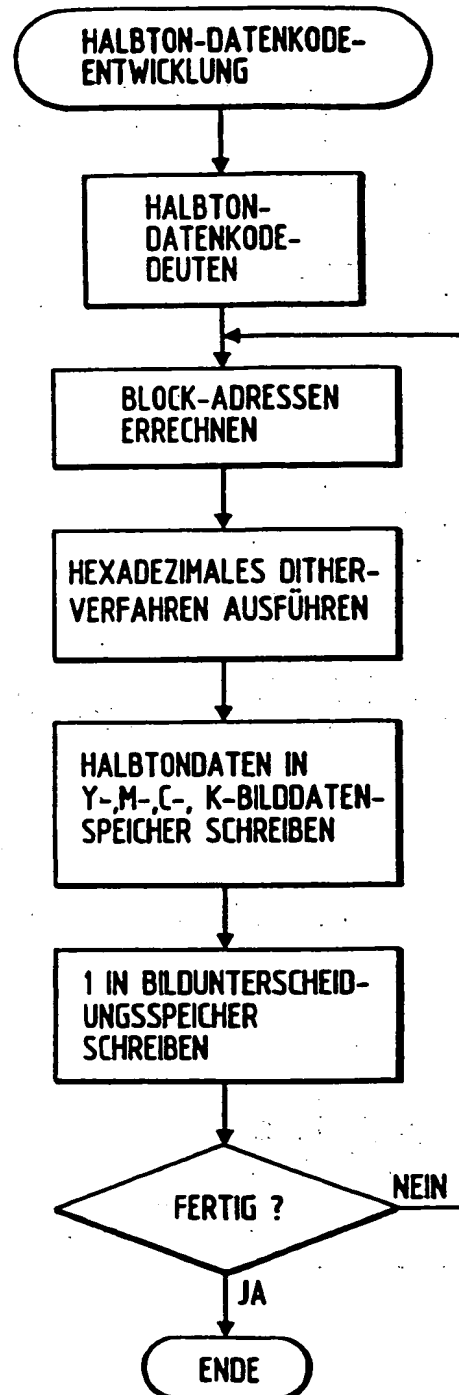 HALBTON-DATENKODE-
ENTWICKLUNG
HALBTON-
DATENKODE-
DEUTEN
BLOCK-ADRESSEN
ERRECHNEN
HEXADEZIMALES DITHER-
VERFAHREN AUSFÜHREN
HALBTONDATEN IN
Y-,M-,C-, K-BILDDATEN-
SPEICHER SCHREIBEN
1 IN BILDUNTERSCHEID-
UNGSSPEICHER
SCHREIBEN
FERTIG ?
NEIN
JA
ENDE